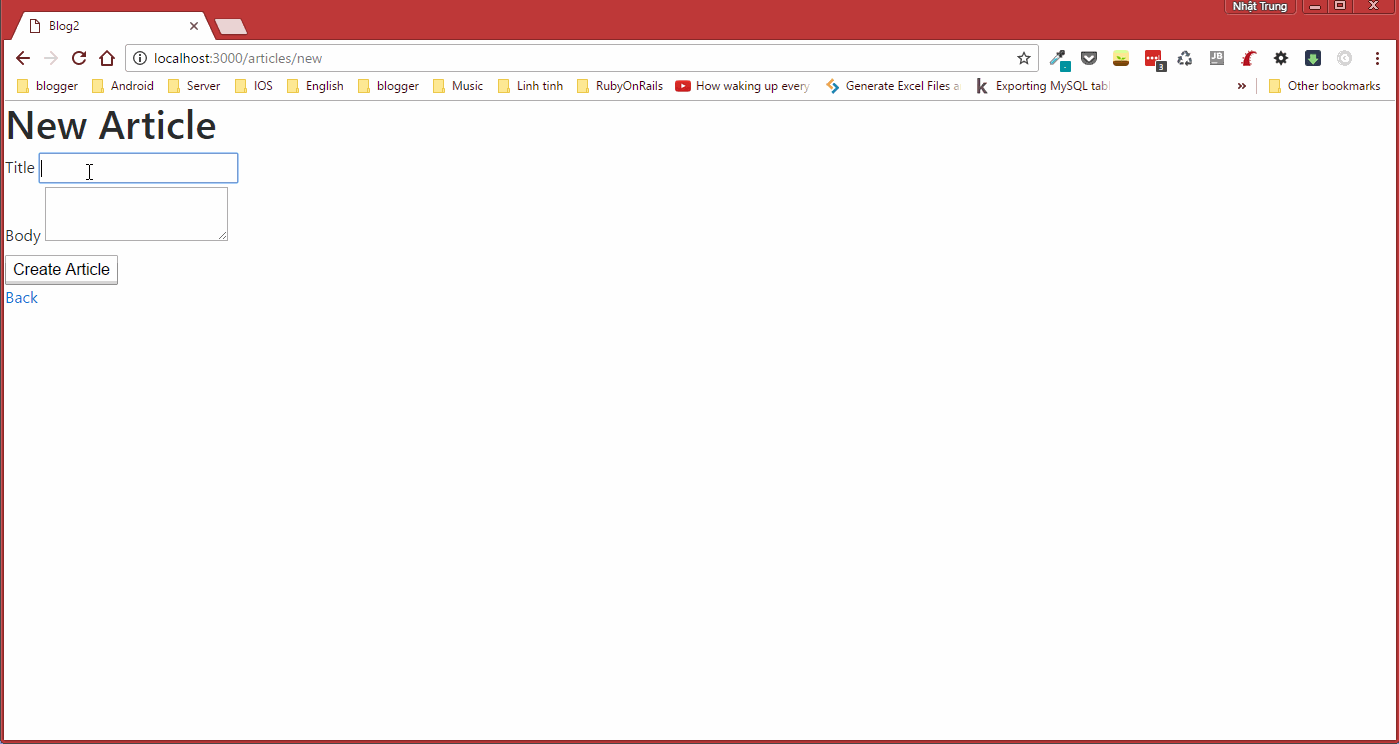 Nhật Trung
Blog2
localhost:3000/articles/new
blogger Android Server IOS English blogger Music Linh tinh RubyOnRails How waking up every Generate Excel Files Exporting MySQL Other bookmarks
New Article
Title
Body
Create Article
Back